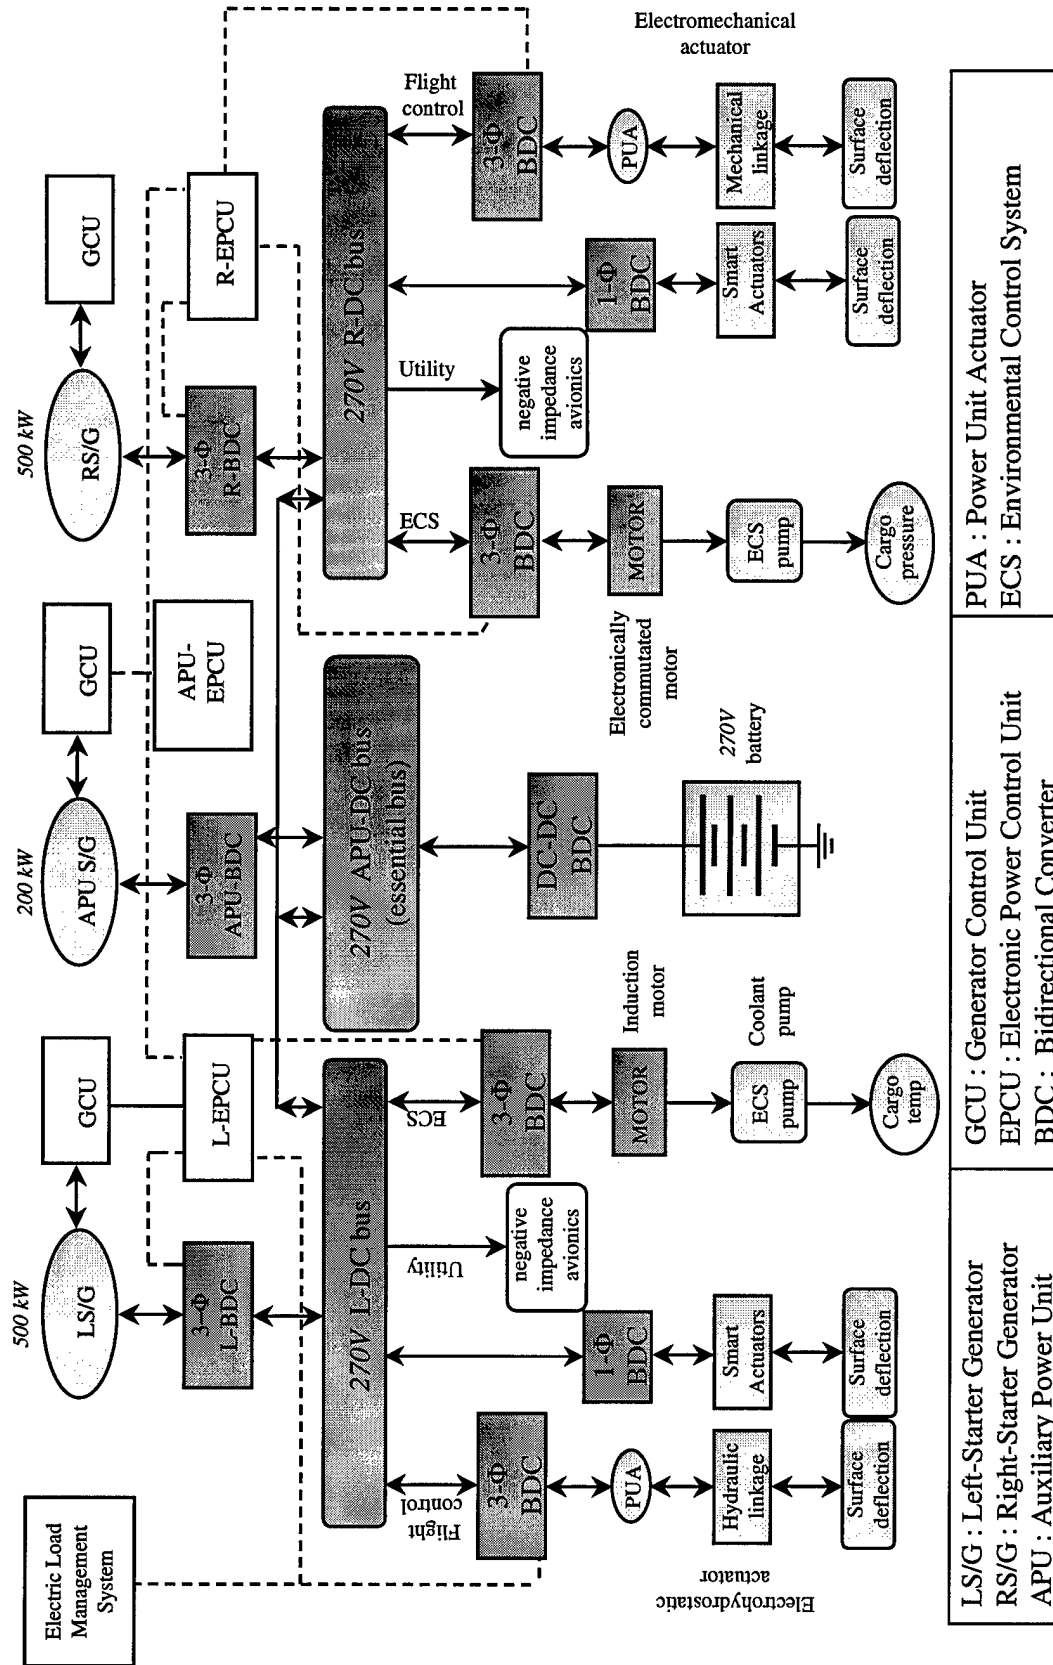 Electric Load
Management
System
500 kW
LS/G
GCU
3-Φ
L-BDC
L-EPCU
200 kW
APU S/G
GCU
3-Φ
APU-BDC
APU-
EPCU
500 kW
RS/G
GCU
3-Φ
R-BDC
R-EPCU
270V L-DC bus
270V APU-DC bus
(essential bus)
270V R-DC bus
Flight
control
Utility
ECS
ECS
Utility
Flight
control
3-Φ
BDC
1-Φ
BDC
negative
impedance
avionics
3-Φ
BDC
DC-DC
BDC
3-Φ
BDC
negative
impedance
avionics
1-Φ
BDC
3-Φ
BDC
Electrohydrostatic
actuator
PUA
Hydraulic
linkage
Surface
deflection
Smart
Actuators
Surface
deflection
Induction
motor
MOTOR
Coolant
pump
ECS
pump
Cargo
temp
270V
battery
Electronically
commutated
motor
MOTOR
ECS
pump
Cargo
pressure
Smart
Actuators
Surface
deflection
PUA
Electromechanical
actuator
Mechanical
linkage
Surface
deflection
LS/G : Left-Starter Generator
RS/G : Right-Starter Generator
APU : Auxiliary Power Unit
GCU : Generator Control Unit
EPCU : Electronic Power Control Unit
BDC : Bidirectional Converter
PUA : Power Unit Actuator
ECS : Environmental Control System